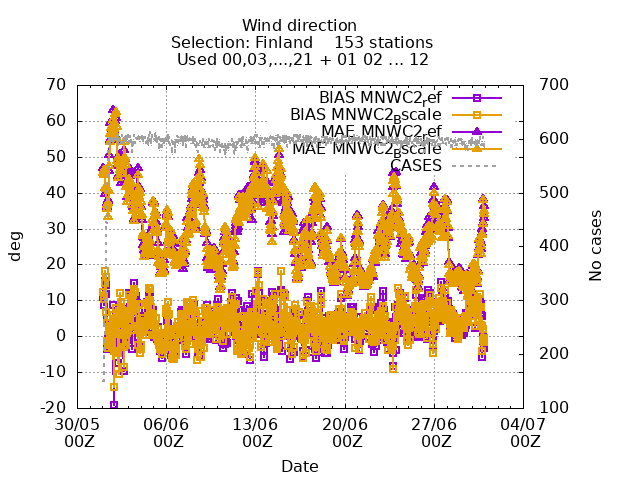 Wind direction
Selection: Finland    153 stations
Used 00,03,...,21 + 01 02 ... 12
70 700
BIAS MNWC2_ref
60 BIAS MNWC2_Bscale 600
MAE MNWC2_ref
50 MAE MNWC2_Bscale
CASES
40 500
30 400
20
10 300
0
-10 200
-20 100
deg
No cases
30/05 06/06 13/06 20/06 27/06 04/07
00Z 00Z 00Z 00Z 00Z 00Z
Date